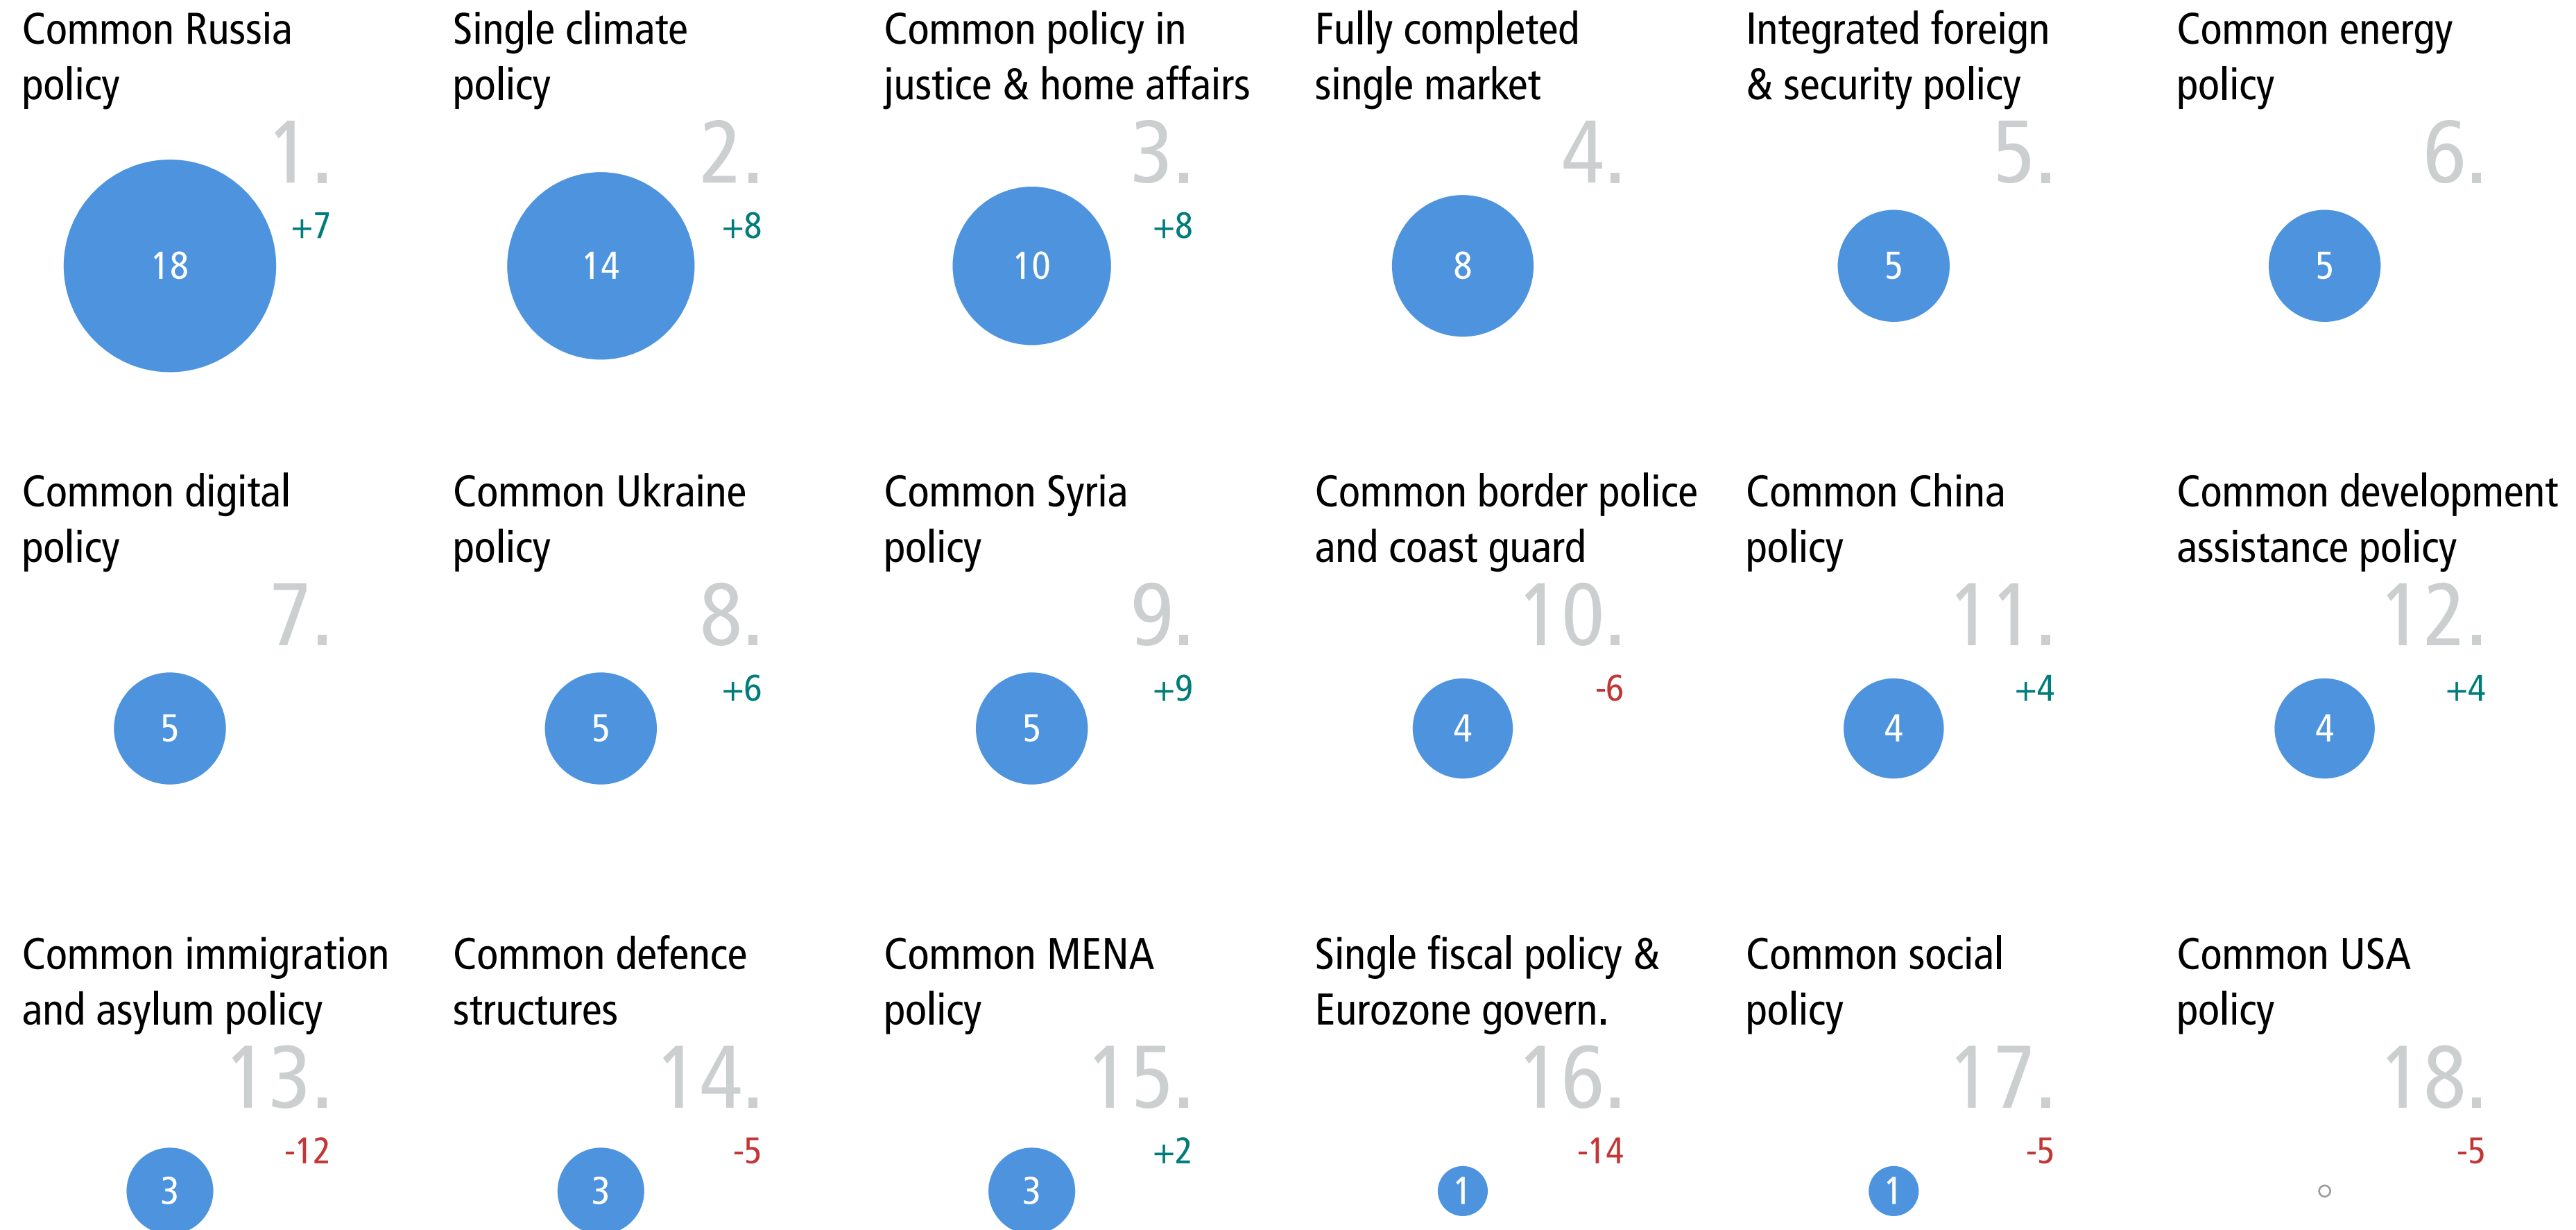 Common Russia
policy
1.
+7
18
Single climate
policy
2.
+8
14
Common policy in
justice & home affairs
3.
+8
10
Fully completed
single market
4.
8
Integrated foreign
& security policy
5.
5
Common energy
policy
6.
5
Common digital
policy
7.
5
Common Ukraine
policy
8.
+6
5
Common Syria
policy
9.
+9
5
Common border police
and coast guard
10.
-6
4
Common China
policy
11.
+4
4
Common development
assistance policy
12.
+4
4
Common immigration
and asylum policy
13.
-12
3
Common defence
structures
14.
-5
3
Common MENA
policy
15.
+2
3
Single fiscal policy &
Eurozone govern.
16.
-14
1
Common social
policy
17.
-5
1
Common USA
policy
18.
-5